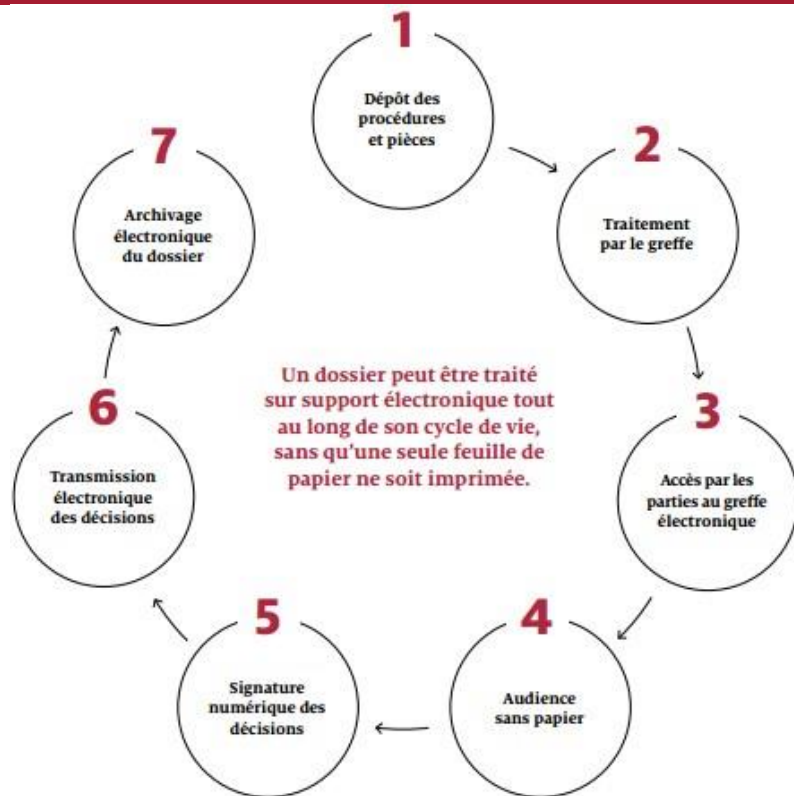 1
Dépôt des
procédures
et pièces
2
Traitement
par le greffe
3
Accès par les
parties au greffe
électronique
4
Audience
sans papier
5
Signature
numérique des
décisions
6
Transmission
électronique
des décisions
7
Archivage
électronique
du dossier
Un dossier peut être traité
sur support électronique tout
au long de son cycle de vie,
sans qu'une seule feuille de
papier ne soit imprimée.